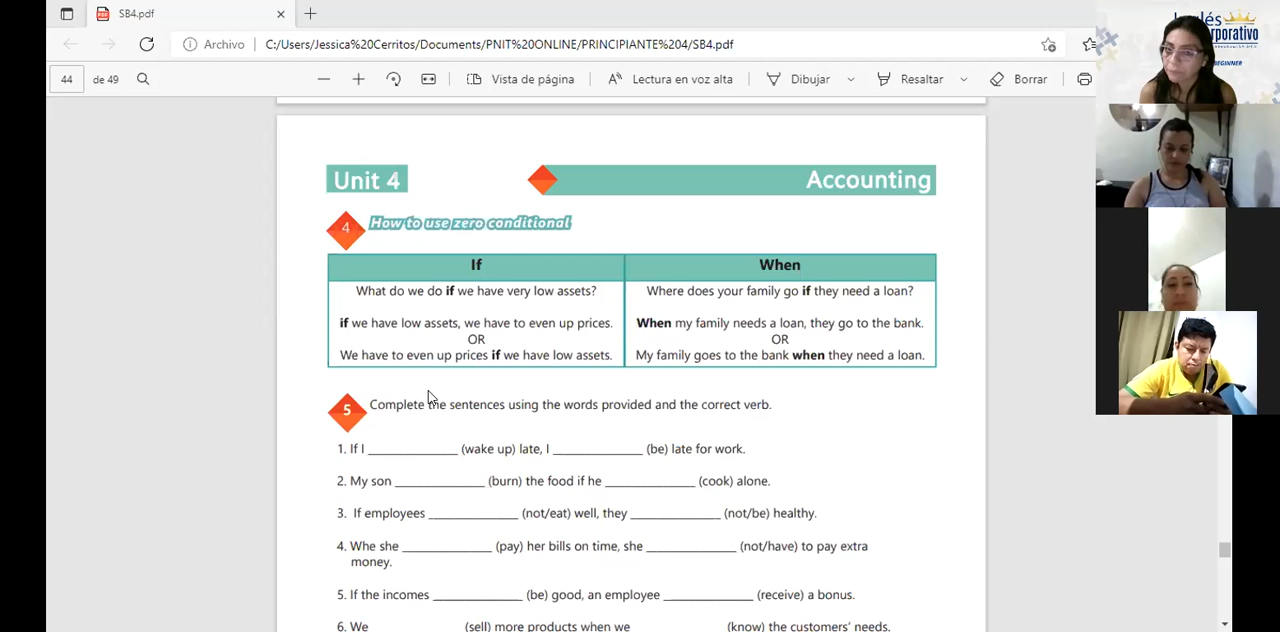 SB4.pdf
Archivo
C:/Users/Jessica%20Cerritos/Documents/PNIT%20ONLINE/PRINCIPIANTE%204/SB4.pdf
44 de 49
Vista de página
Lectura en voz alta
Dibujar
Resaltar
Borrar
Inglés
rporativo
BEGINNER
Unit 4
Accounting
4 How to use zero conditional
If
When
What do we do if we have very low assets?
Where does your family go if they need a loan?
if we have low assets, we have to even up prices.
When my family needs a loan, they go to the bank.
OR
OR
We have to even up prices if we have low assets.
My family goes to the bank when they need a loan.
5 Complete the sentences using the words provided and the correct verb.
1. If I ______________ (wake up) late, I ______________ (be) late for work.
2. My son ______________ (burn) the food if he ______________ (cook) alone.
3. If employees ______________ (not/eat) well, they ______________ (not/be) healthy.
4. Whe she ______________ (pay) her bills on time, she ______________ (not/have) to pay extra
money.
5. If the incomes ______________ (be) good, an employee ______________ (receive) a bonus.
6. We ______________ (sell) more products when we ______________ (know) the customers' needs.